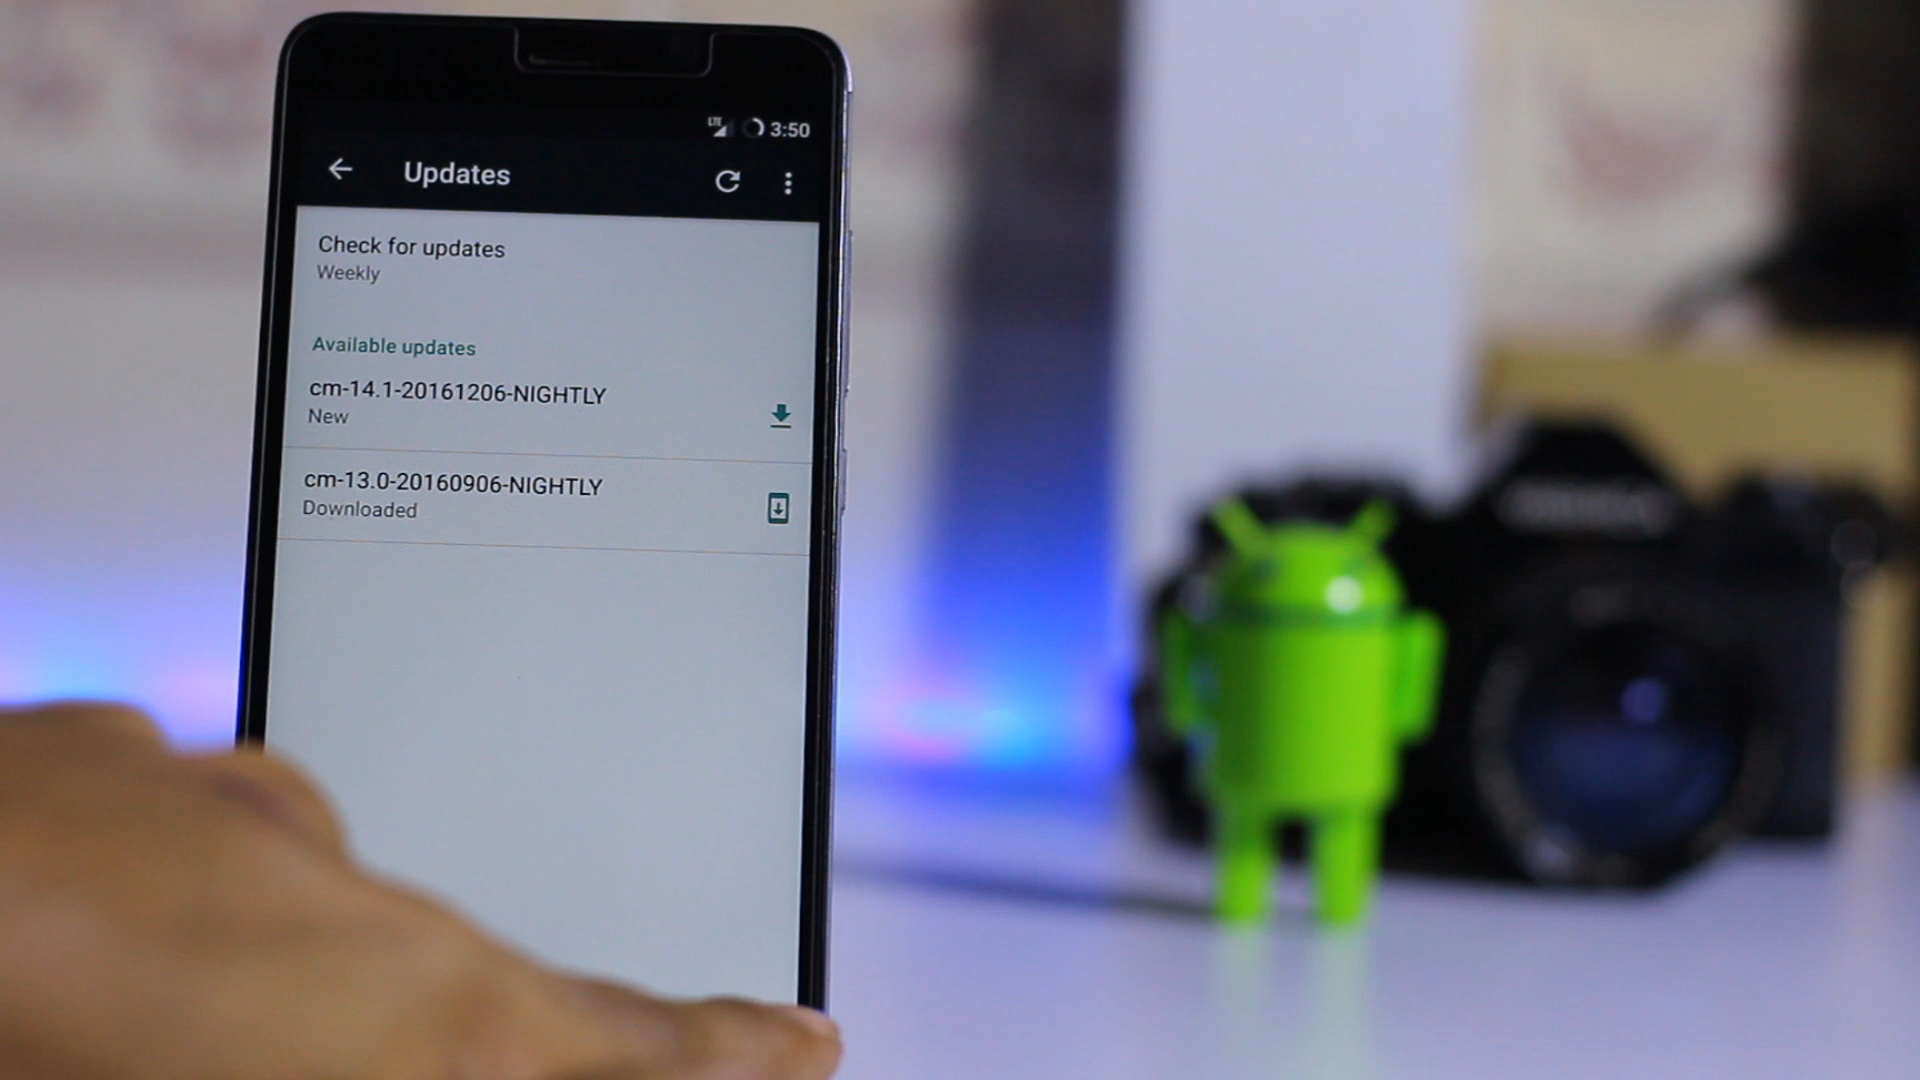 LTE 3:50
Updates
Check for updates
Weekly
Available updates
cm-14.1-20161206-NIGHTLY
New
cm-13.0-20160906-NIGHTLY
Downloaded